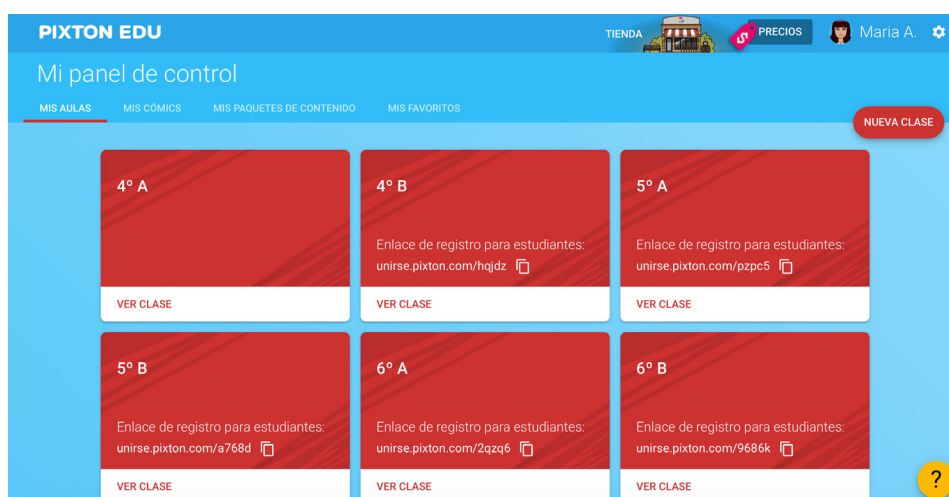 PIXTON EDU
TIENDA
PRECIOS
Maria A.
Mi panel de control
MIS AULAS
MIS CÓMICS
MIS PAQUETES DE CONTENIDO
MIS FAVORITOS
NUEVA CLASE
4º A
VER CLASE
4º B
Enlace de registro para estudiantes:
unirse.pixton.com/hqjdz
VER CLASE
5º A
Enlace de registro para estudiantes:
unirse.pixton.com/pzpc5
VER CLASE
5º B
Enlace de registro para estudiantes:
unirse.pixton.com/a768d
VER CLASE
6º A
Enlace de registro para estudiantes:
unirse.pixton.com/2qzq6
VER CLASE
6º B
Enlace de registro para estudiantes:
unirse.pixton.com/9686k
VER CLASE
?